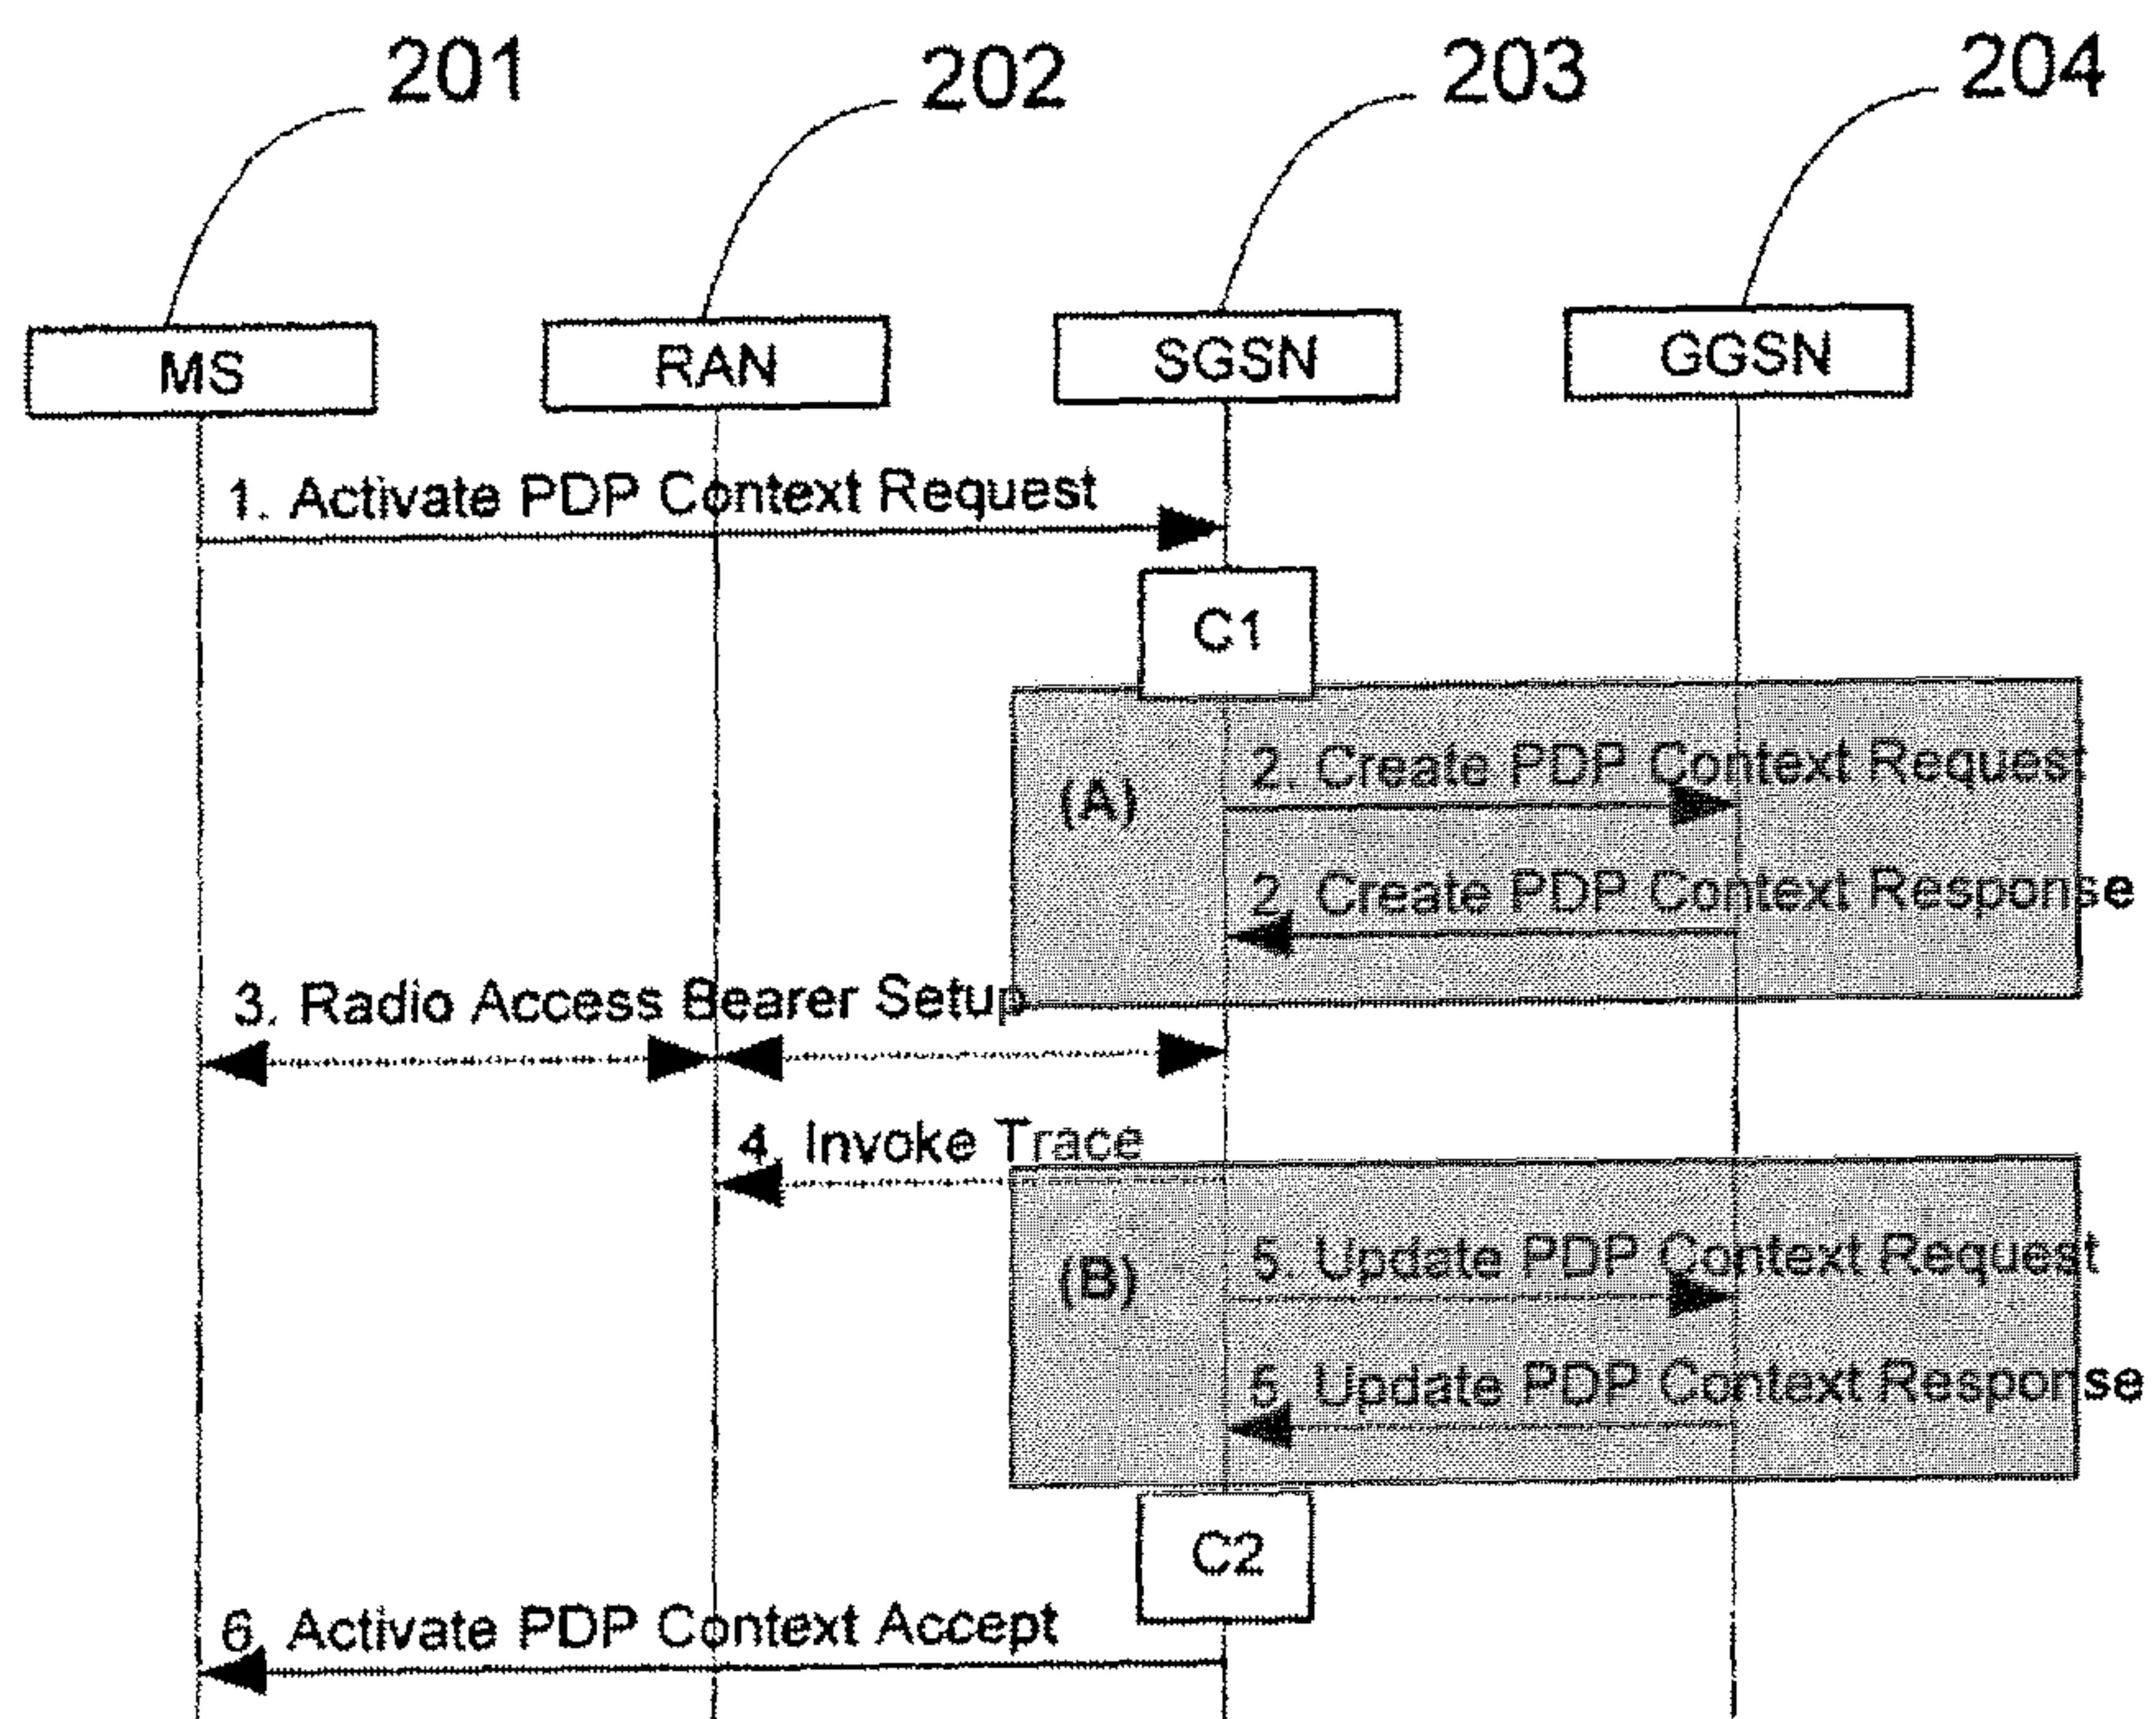 201
202
203
204
MS
RAN
SGSN
GGSN
1. Activate PDP Context Request
C1
(A)
2. Create PDP Context Request
2. Create PDP Context Response
3. Radio Access Bearer Setup
4. Invoke Trace
(B)
5. Update PDP Context Request
5. Update PDP Context Response
C2
6. Activate PDP Context Accept